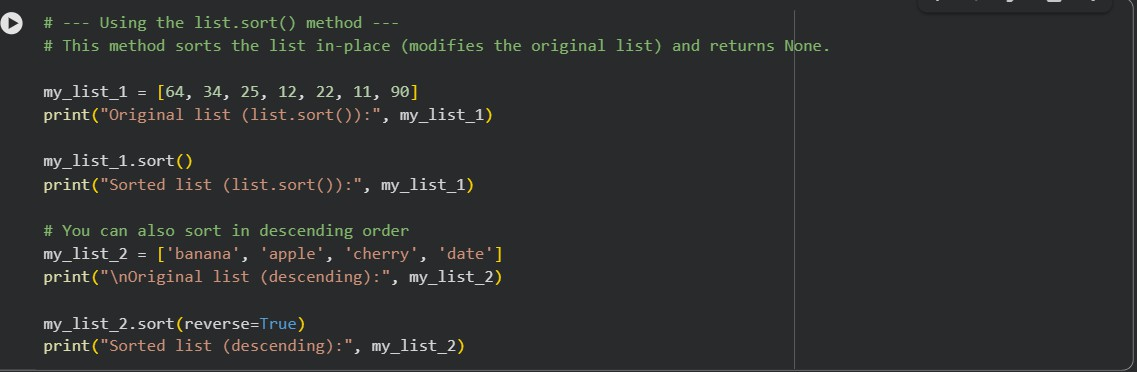 # --- Using the list.sort() method ---
# This method sorts the list in-place (modifies the original list) and returns None.

my_list_1 = [64, 34, 25, 12, 22, 11, 90]
print("Original list (list.sort()):", my_list_1)

my_list_1.sort()
print("Sorted list (list.sort()):", my_list_1)

# You can also sort in descending order
my_list_2 = ['banana', 'apple', 'cherry', 'date']
print("\nOriginal list (descending):", my_list_2)

my_list_2.sort(reverse=True)
print("Sorted list (descending):", my_list_2)